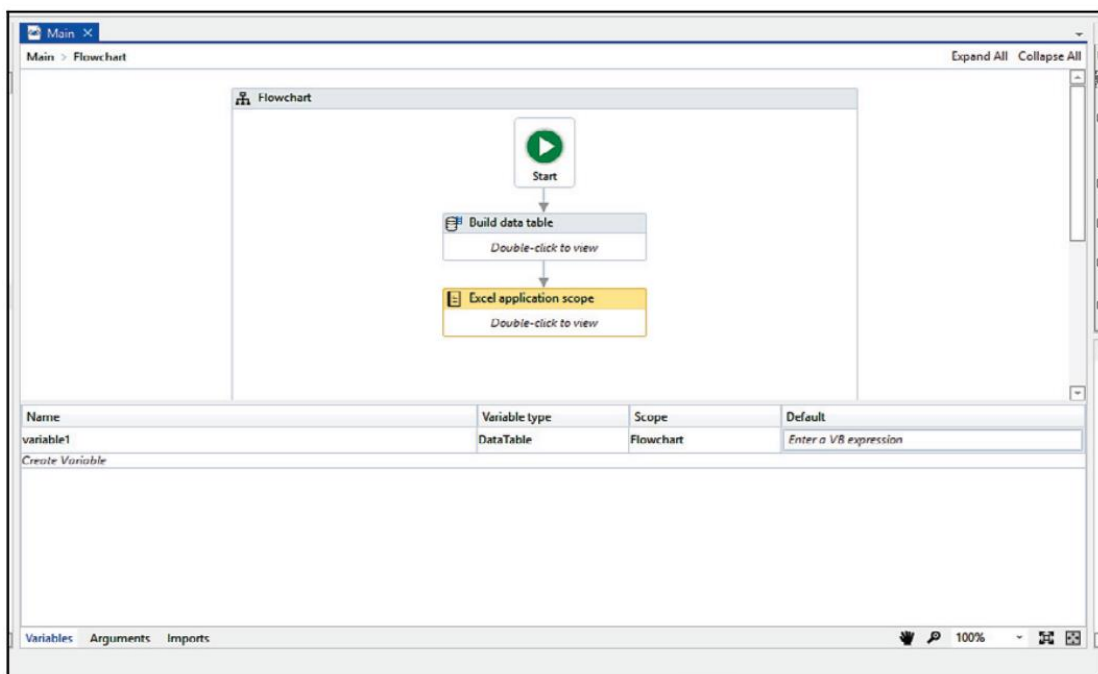 Main
Main > Flowchart Expand All Collapse All
Flowchart
Start
Build data table
Double-click to view
Excel application scope
Double-click to view
Name Variable type Scope Default
variable1 DataTable Flowchart Enter a VB expression
Create Variable
Variables Arguments Imports 100%